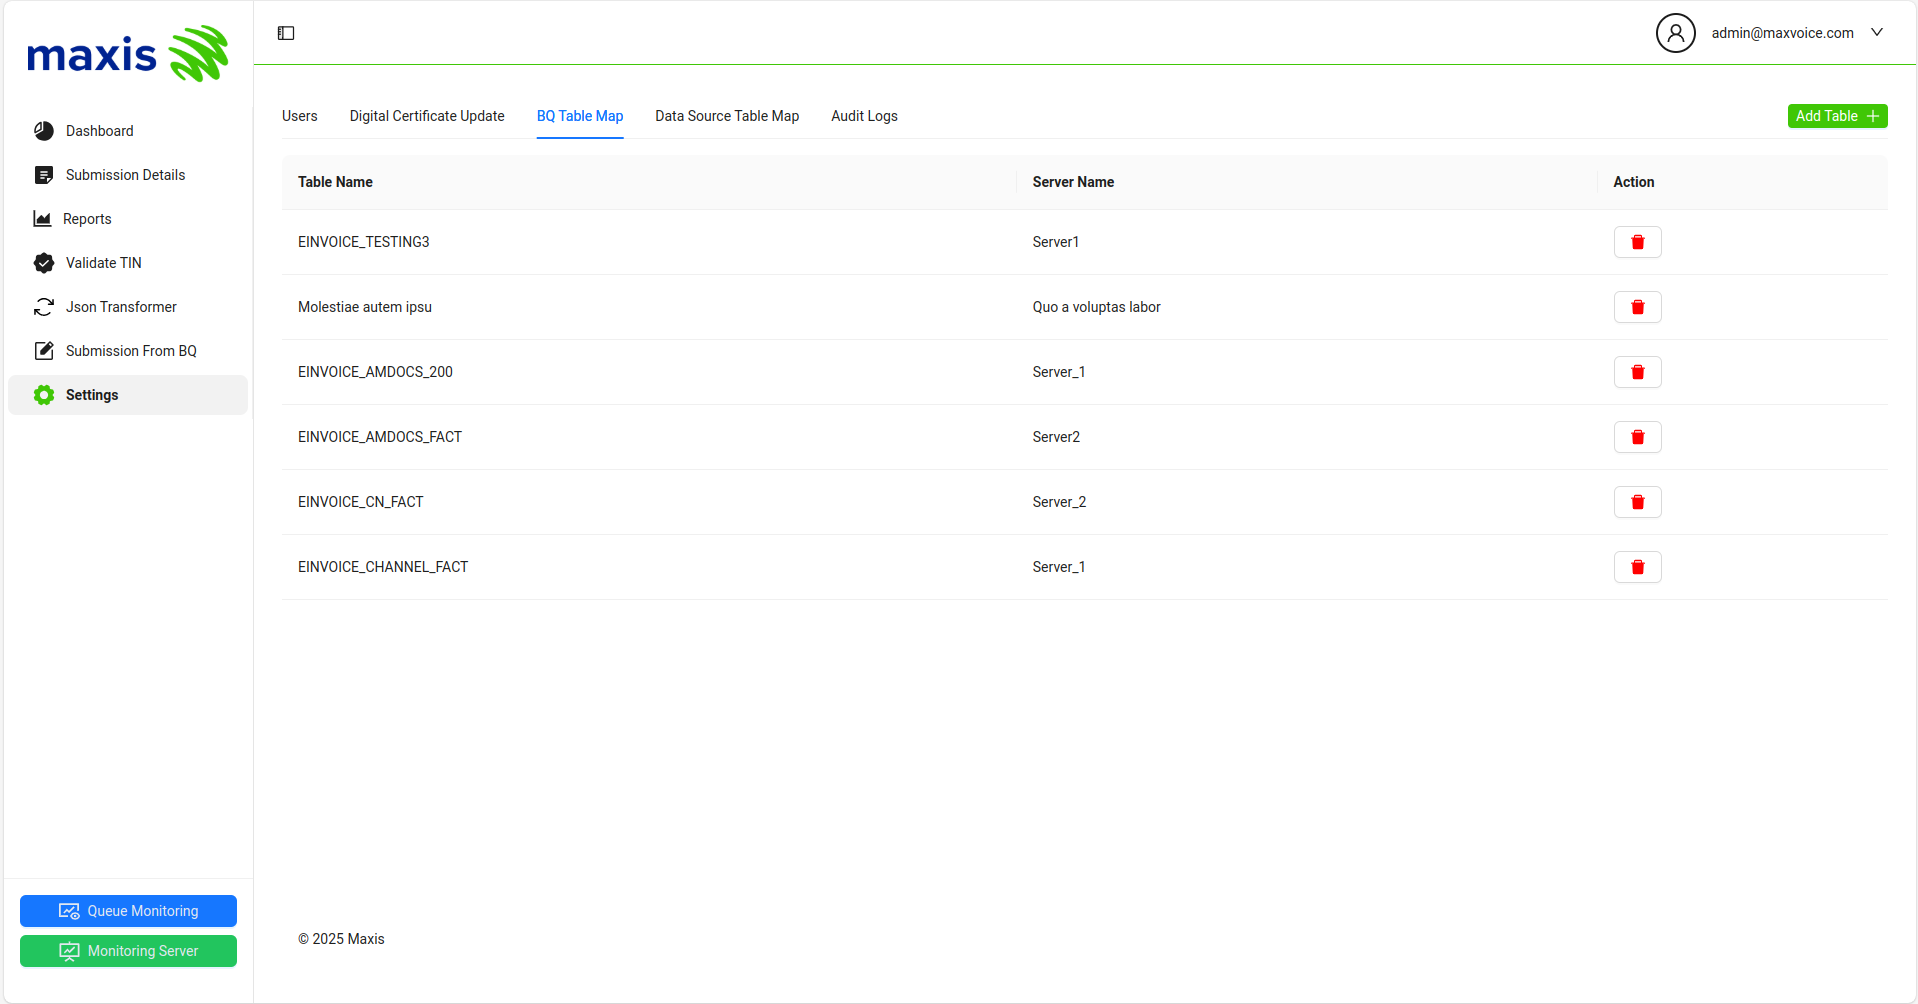 maxis
admin@maxvoice.com
Dashboard
Submission Details
Reports
Validate TIN
Json Transformer
Submission From BQ
Settings
Users Digital Certificate Update BQ Table Map Data Source Table Map Audit Logs Add Table
Table Name Server Name Action
EINVOICE_TESTING3 Server1
Molestiae autem ipsu Quo a voluptas labor
EINVOICE_AMDOCS_200 Server_1
EINVOICE_AMDOCS_FACT Server2
EINVOICE_CN_FACT Server_2
EINVOICE_CHANNEL_FACT Server_1
Queue Monitoring
Monitoring Server
© 2025 Maxis